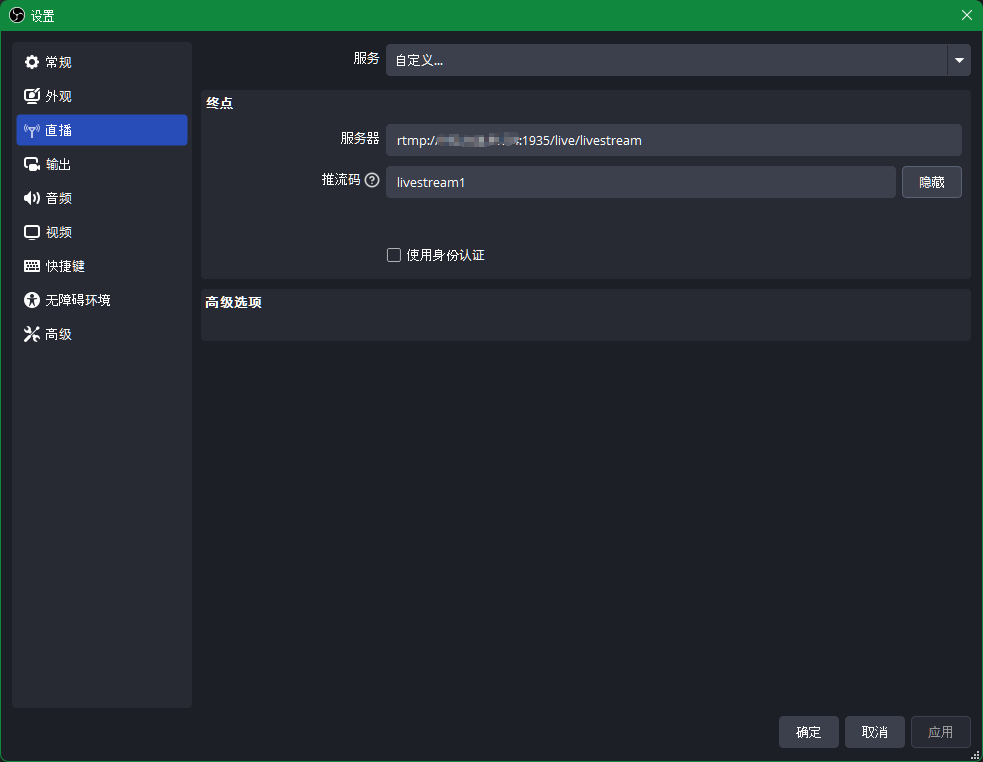 设置
常规
外观
直播
输出
音频
视频
快捷键
无障碍环境
高级
服务 自定义...
终点
服务器 rtmp:// :1935/live/livestream
推流码 livestream1 隐藏
使用身份认证
高级选项
确定 取消 应用